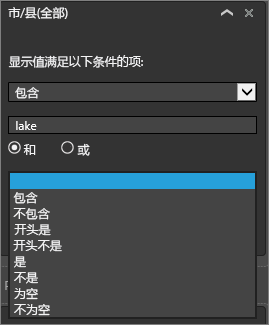 市/县(全部)
显示值满足以下条件的项:
包含
lake
和 或
包含
不包含
开头是
开头不是
是
不是
为空
不为空